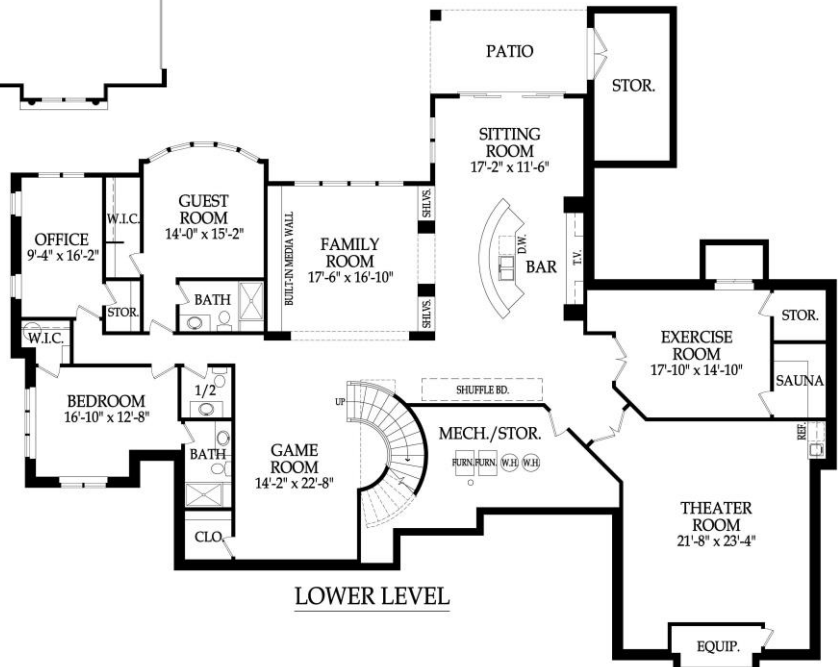 PATIO
STOR.
SITTING
ROOM
17'-2" x 11'-6"
GUEST
ROOM
14'-0" x 15'-2"
W.I.C.
OFFICE
9'-4" x 16'-2"
BUILT-IN MEDIA WALL
FAMILY
ROOM
17'-6" x 16'-10"
SHLVS.
SHLVS.
D.W.
BAR
T.V.
STOR.
BATH
W.I.C.
EXERCISE
ROOM
17'-10" x 14'-10"
STOR.
SAUNA
BEDROOM
16'-10" x 12'-8"
1/2
BATH
UP
SHUFFLE BD.
MECH./STOR.
FURN.
FURN.
W.H
W.H
GAME
ROOM
14'-2" x 22'-8"
REF.
THEATER
ROOM
21'-8" x 23'-4"
CLO.
EQUIP.
LOWER LEVEL